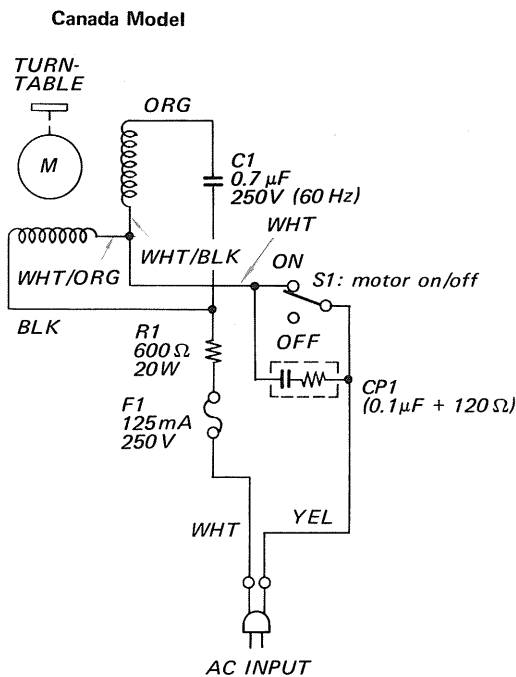 Canada Model
TURN-
TABLE
M
ORG
C1
0.7 µF
250V (60 Hz)
WHT
WHT/BLK
WHT/ORG
ON
S1: motor on/off
OFF
BLK
R1
600 Ω
20W
F1
125mA
250V
CP1
(0.1µF + 120 Ω)
WHT
YEL
AC INPUT